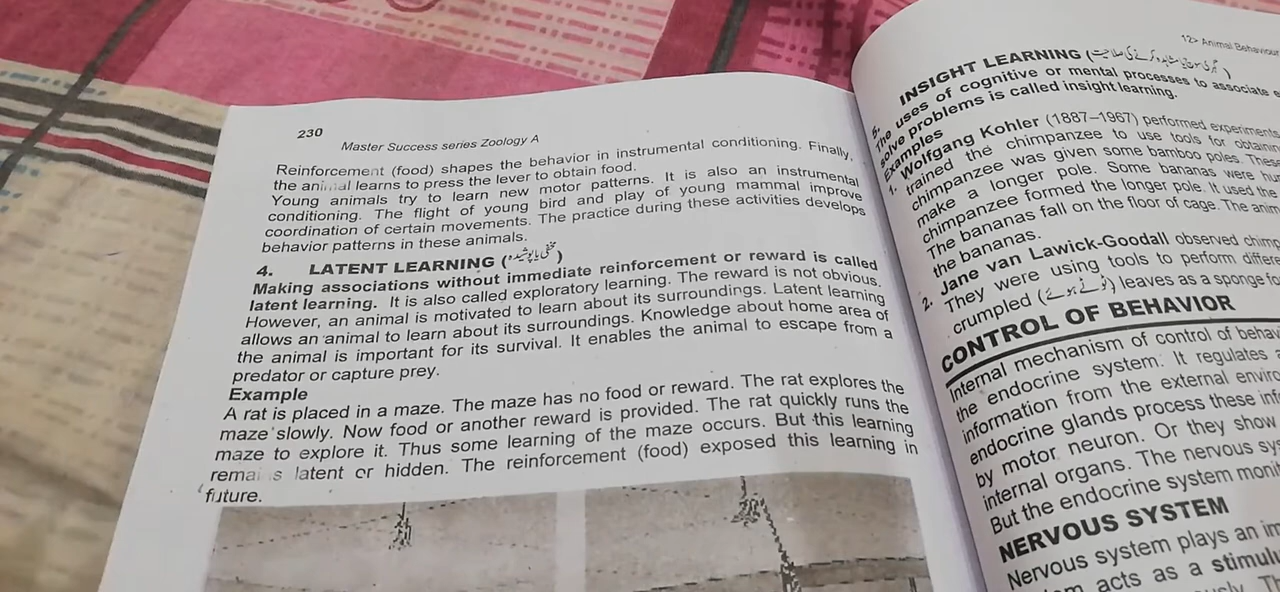 230
Master Success series Zoology A
Reinforcement (food) shapes the behavior in instrumental conditioning. Finally,
the animal learns to press the lever to obtain food.
Young animals try to learn new motor patterns. It is also an instrumental
conditioning. The flight of young bird and play of young mammal improve
coordination of certain movements. The practice during these activities develops
behavior patterns in these animals.
4. LATENT LEARNING (مخفی یا پوشیدہ)
Making associations without immediate reinforcement or reward is called
latent learning. It is also called exploratory learning. The reward is not obvious.
However, an animal is motivated to learn about its surroundings. Latent learning
allows an animal to learn about its surroundings. Knowledge about home area of
the animal is important for its survival. It enables the animal to escape from a
predator or capture prey.
Example
A rat is placed in a maze. The maze has no food or reward. The rat explores the
maze slowly. Now food or another reward is provided. The rat quickly runs the
maze to explore it. Thus some learning of the maze occurs. But this learning
remains latent or hidden. The reinforcement (food) exposed this learning in
future.
12> Animal Behaviour
5. INSIGHT LEARNING
The uses of cognitive or mental processes to associate
solve problems is called insight learning.
Examples
1. Wolfgang Kohler (1887–1967) performed experiments
trained the chimpanzee to use tools for obtaining
chimpanzee was given some bamboo poles. These
make a longer pole. Some bananas were
chimpanzee formed the longer pole. It used the
The bananas fall on the floor of cage. The
the bananas.
2. Jane van Lawick-Goodall observed
They were using tools to perform
crumpled (ٹوٹے ہوئے) leaves as a sponge
CONTROL OF BEHAVIOR
Internal mechanism of control of
the endocrine system. It regulates
information from the external
endocrine glands process these
by motor neuron. Or they show
internal organs. The nervous
But the endocrine system
NERVOUS SYSTEM
Nervous system plays an
acts as a